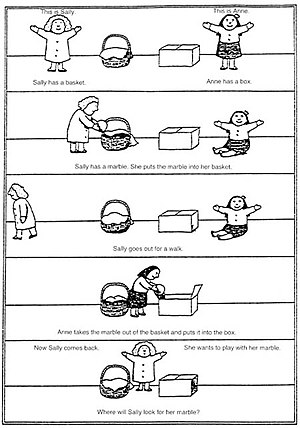 This is Sally.
This is Anne.
Sally has a basket.
Anne has a box.
Sally has a marble. She puts the marble into her basket.
Sally goes out for a walk.
Anne takes the marble out of the basket and puts it into the box.
Now Sally comes back.
She wants to play with her marble.
Where will Sally look for her marble?